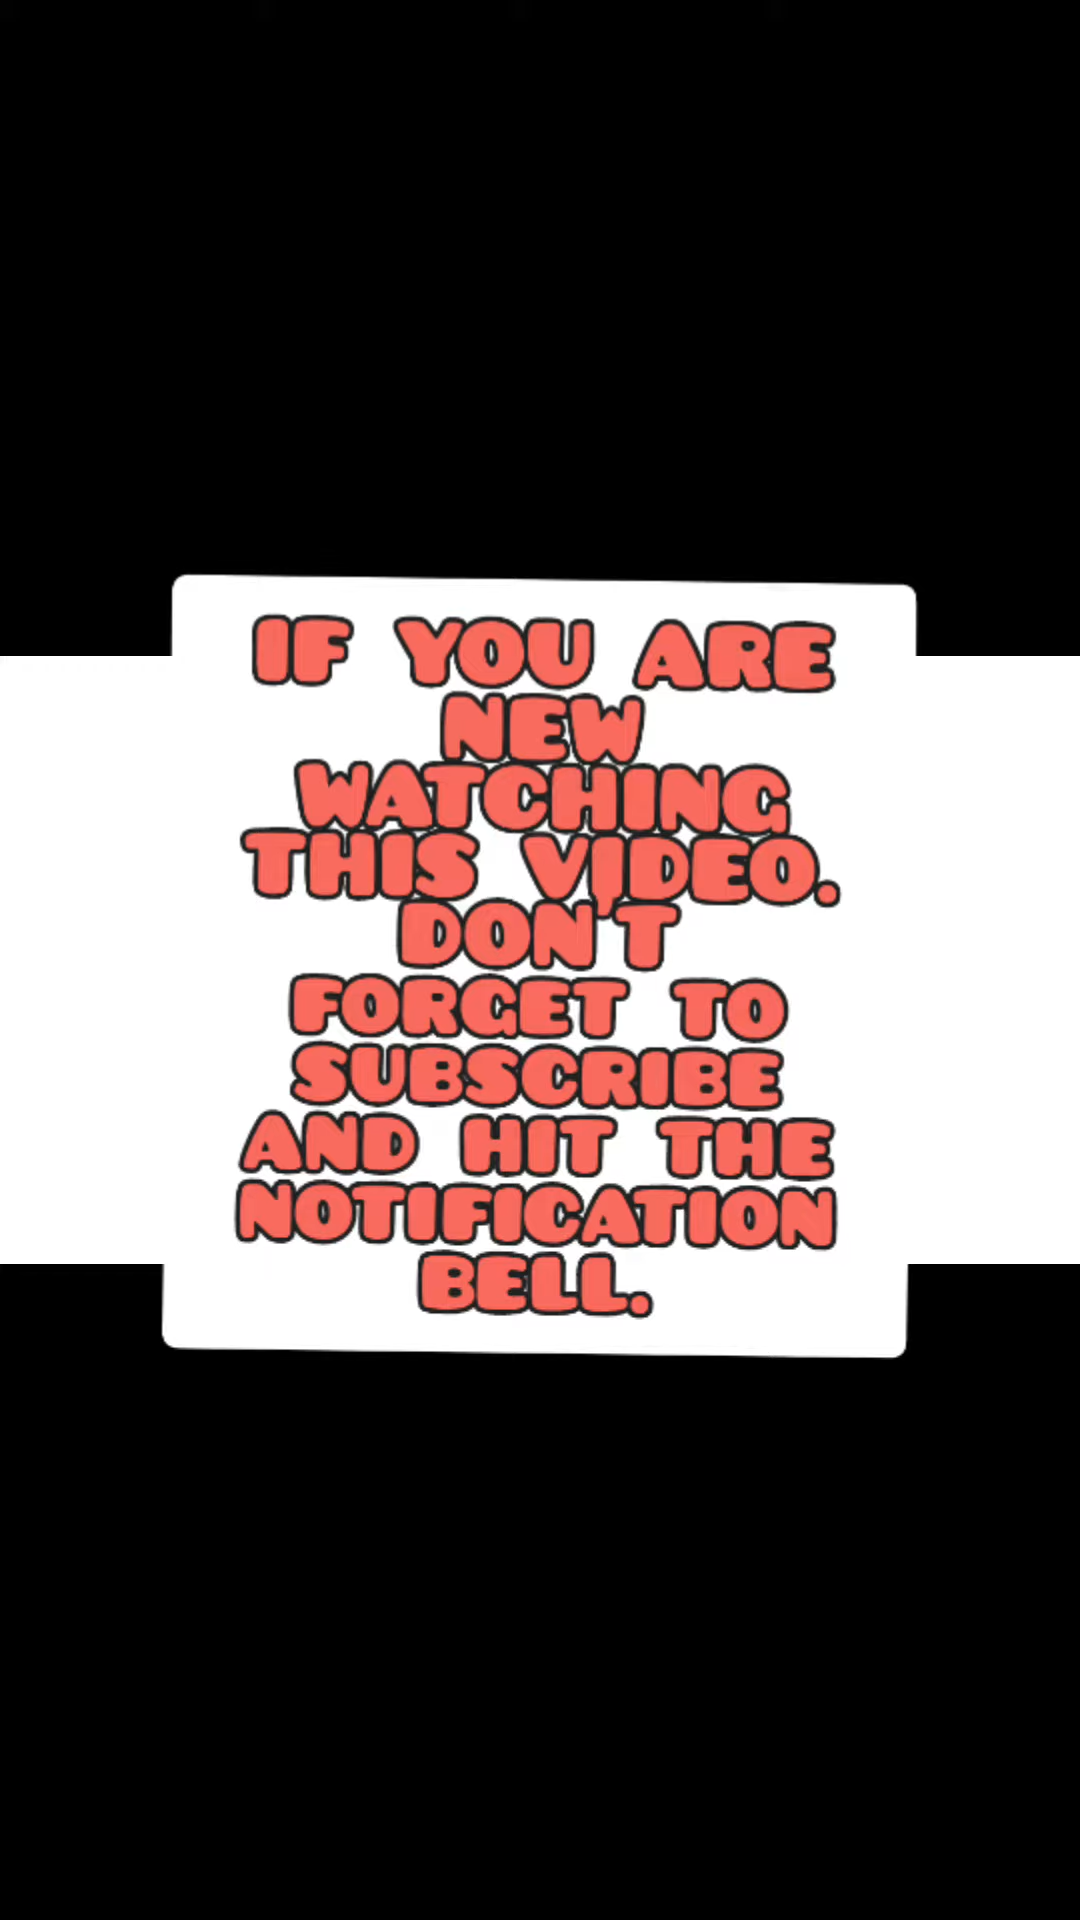 IF YOU ARE
NEW
WATCHING
THIS VIDEO.
DON'T
FORGET TO
SUBSCRIBE
AND HIT THE
NOTIFICATION
BELL.